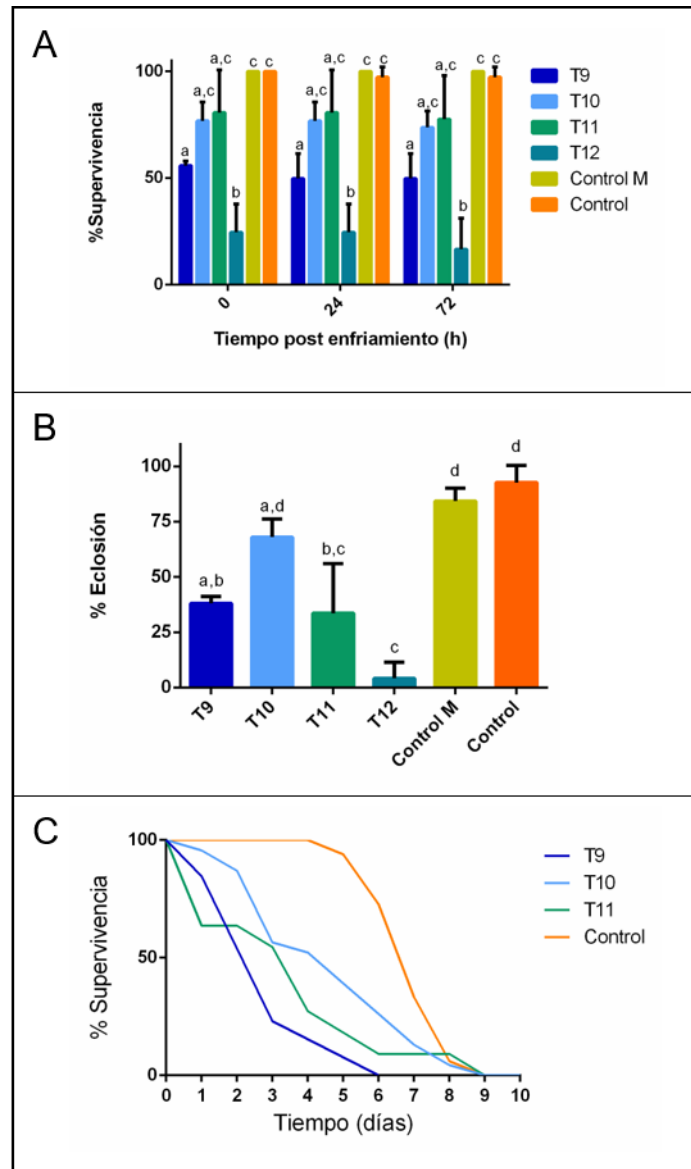 A
a
a,c
a,c
b
c c
a
a,c
a,c
b
c c
a
a,c
a,c
b
c c
100
50
0
%Supervivencia
0
24
72
Tiempo post enfriamiento (h)
T9
T10
T11
T12
Control M
Control
B
100
75
50
25
0
% Eclosión
a,b
a,d
b,c
c
d
d
T9
T10
T11
T12
Control M
Control
C
100
50
0
% Supervivencia
0 1 2 3 4 5 6 7 8 9 10
Tiempo (días)
T9
T10
T11
Control